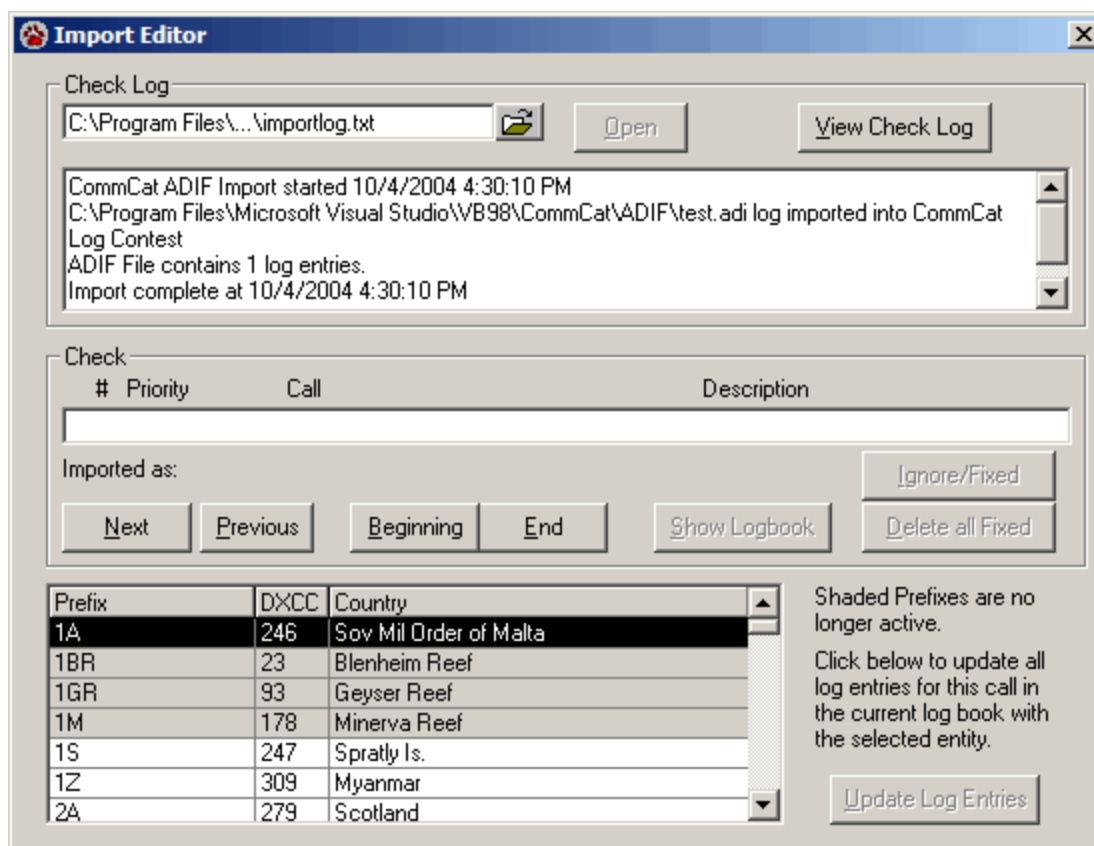 Import Editor
Check Log
C:\Program Files\...\importlog.txt
Open
View Check Log
CommCat ADIF Import started 10/4/2004 4:30:10 PM
C:\Program Files\Microsoft Visual Studio\VB98\CommCat\ADIF\test.adi log imported into CommCat
Log Contest
ADIF File contains 1 log entries.
Import complete at 10/4/2004 4:30:10 PM
Check
# Priority Call Description
Imported as:
Ignore/Fixed
Next Previous Beginning End Show Logbook Delete all Fixed
Prefix DXCC Country
1A 246 Sov Mil Order of Malta
1BR 23 Blenheim Reef
1GR 93 Geyser Reef
1M 178 Minerva Reef
1S 247 Spratly Is.
1Z 309 Myanmar
2A 279 Scotland
Shaded Prefixes are no
longer active.
Click below to update all
log entries for this call in
the current log book with
the selected entity.
Update Log Entries